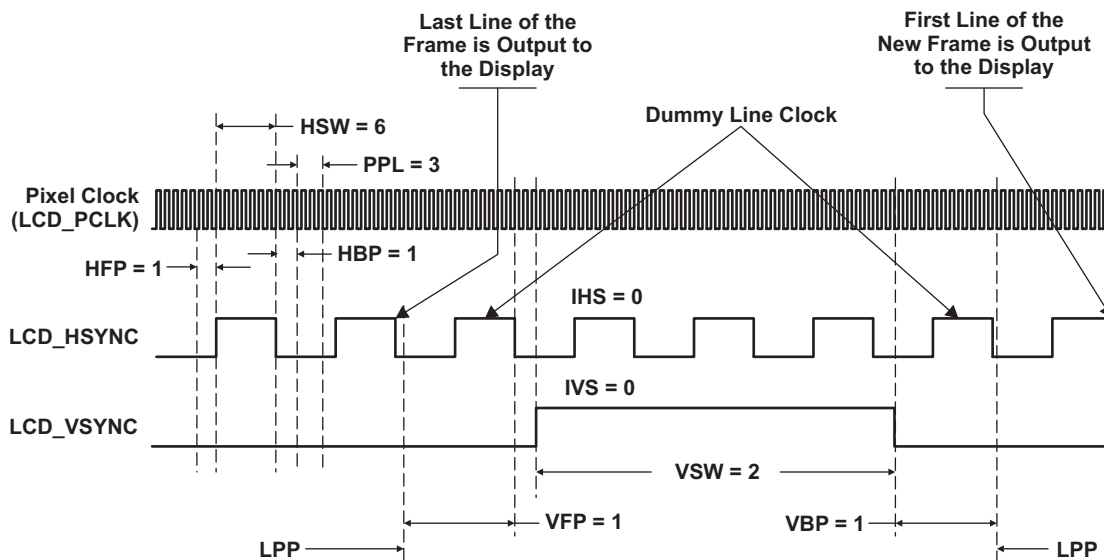 Last Line of the
Frame is Output to
the Display
First Line of the
New Frame is Output
to the Display
HSW = 6
Dummy Line Clock
PPL = 3
Pixel Clock
(LCD_PCLK)
HFP = 1
HBP = 1
IHS = 0
LCD_HSYNC
IVS = 0
LCD_VSYNC
VSW = 2
VFP = 1
VBP = 1
LPP
LPP